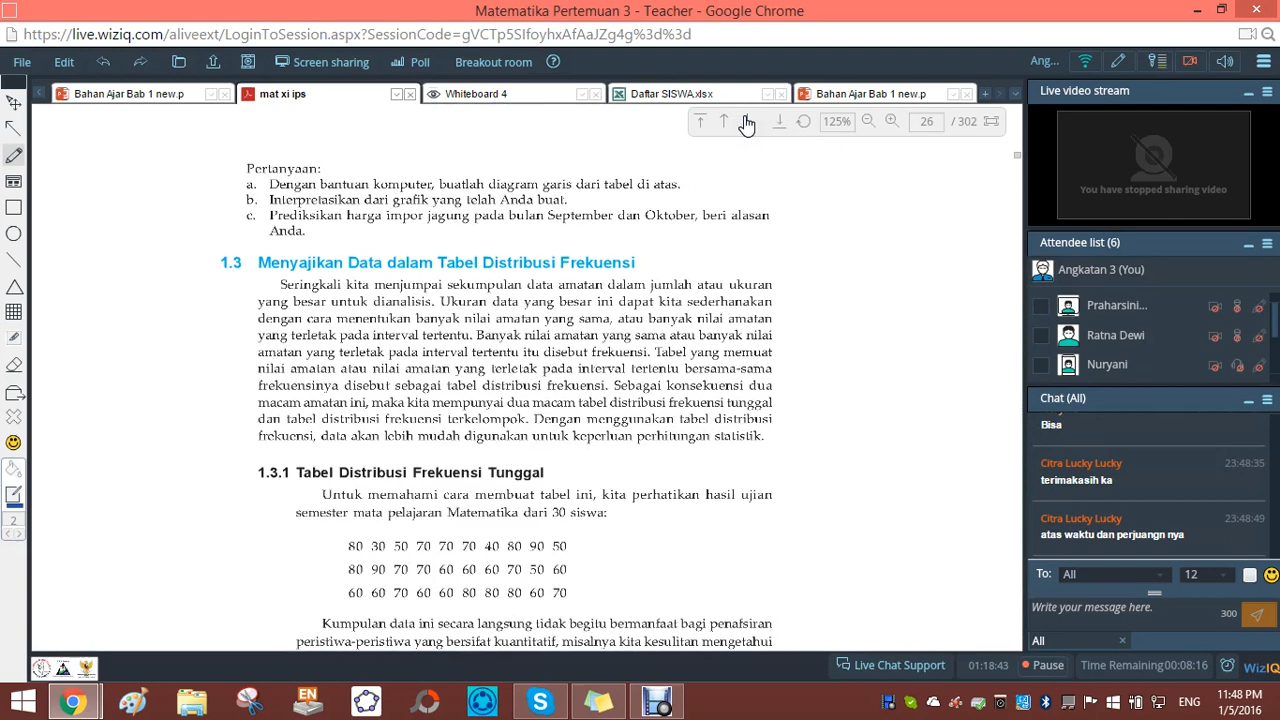 Matematika Pertemuan 3 - Teacher - Google Chrome
https://live.wiziq.com/aliveext/LoginToSession.aspx?SessionCode=gVCTp5SIfoyhxAfAaJZg4g%3d%3d
File Edit Screen sharing Poll Breakout room Ang...
Bahan Ajar Bab 1 new.p
mat xi ips
Whiteboard 4
Daftar SISWA.xlsx
Bahan Ajar Bab 1 new.p
125% 26 / 302
Pertanyaan:
a. Dengan bantuan komputer, buatlah diagram garis dari tabel di atas.
b. Interpretasikan dari grafik yang telah Anda buat.
c. Prediksikan harga impor jagung pada bulan September dan Oktober, beri alasan
Anda.
1.3 Menyajikan Data dalam Tabel Distribusi Frekuensi
Seringkali kita menjumpai sekumpulan data amatan dalam jumlah atau ukuran
yang besar untuk dianalisis. Ukuran data yang besar ini dapat kita sederhanakan
dengan cara menentukan banyak nilai amatan yang sama, atau banyak nilai amatan
yang terletak pada interval tertentu. Banyak nilai amatan yang sama atau banyak nilai
amatan yang terletak pada interval tertentu itu disebut frekuensi. Tabel yang memuat
nilai amatan atau nilai amatan yang terletak pada interval tertentu bersama-sama
frekuensinya disebut sebagai tabel distribusi frekuensi. Sebagai konsekuensi dua
macam amatan ini, maka kita mempunyai dua macam tabel distribusi frekuensi tunggal
dan tabel distribusi frekuensi terkelompok. Dengan menggunakan tabel distribusi
frekuensi, data akan lebih mudah digunakan untuk keperluan perhitungan statistik.
1.3.1 Tabel Distribusi Frekuensi Tunggal
Untuk memahami cara membuat tabel ini, kita perhatikan hasil ujian
semester mata pelajaran Matematika dari 30 siswa:
80 30 50 70 70 70 40 80 90 50
80 90 70 70 60 60 60 70 50 60
60 60 70 60 60 80 80 80 60 70
Kumpulan data ini secara langsung tidak begitu bermanfaat bagi penafsiran
peristiwa-peristiwa yang bersifat kuantitatif, misalnya kita kesulitan mengetahui
2
Live video stream
You have stopped sharing video
Attendee list (6)
Angkatan 3 (You)
Praharsini...
Ratna Dewi
Nuryani
Chat (All)
Bisa
Citra Lucky Lucky 23:48:35
terimakasih ka
Citra Lucky Lucky 23:48:49
atas waktu dan perjuangn nya
To: All 12
Write your message here. 300
All
Live Chat Support 01:18:43 Pause Time Remaining 00:08:16 WizIQ
EN
ENG
11:48 PM
1/5/2016